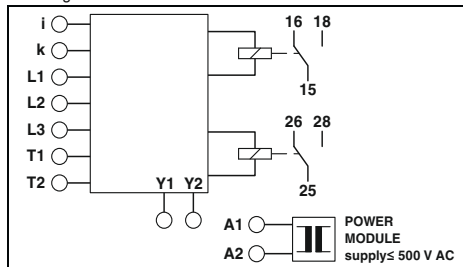 i
k
L1
L2
L3
T1
T2
Y1 Y2
16 18
15
26 28
25
A1
A2
POWER
MODULE
supply≤ 500 V AC